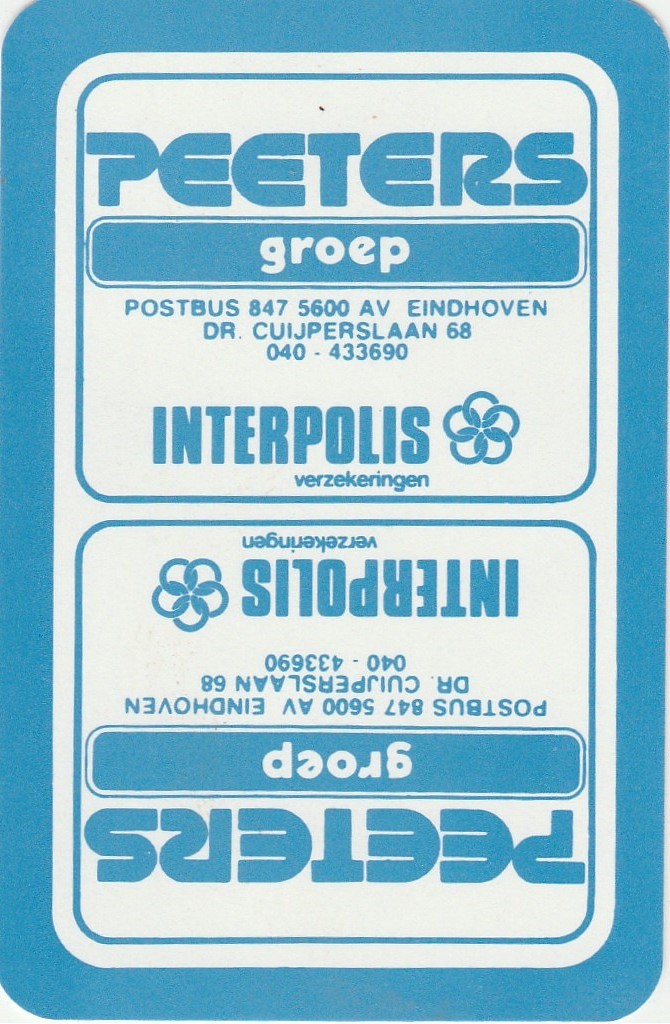 PEETERS
groep
POSTBUS 847 5600 AV EINDHOVEN
DR. CUIJPERSLAAN 68
040 - 433690
INTERPOLIS
verzekeringen
verzekeringen
INTERPOLIS
040 - 433690
DR. CUIJPERSLAAN 68
POSTBUS 847 5600 AV EINDHOVEN
groep
PEETERS